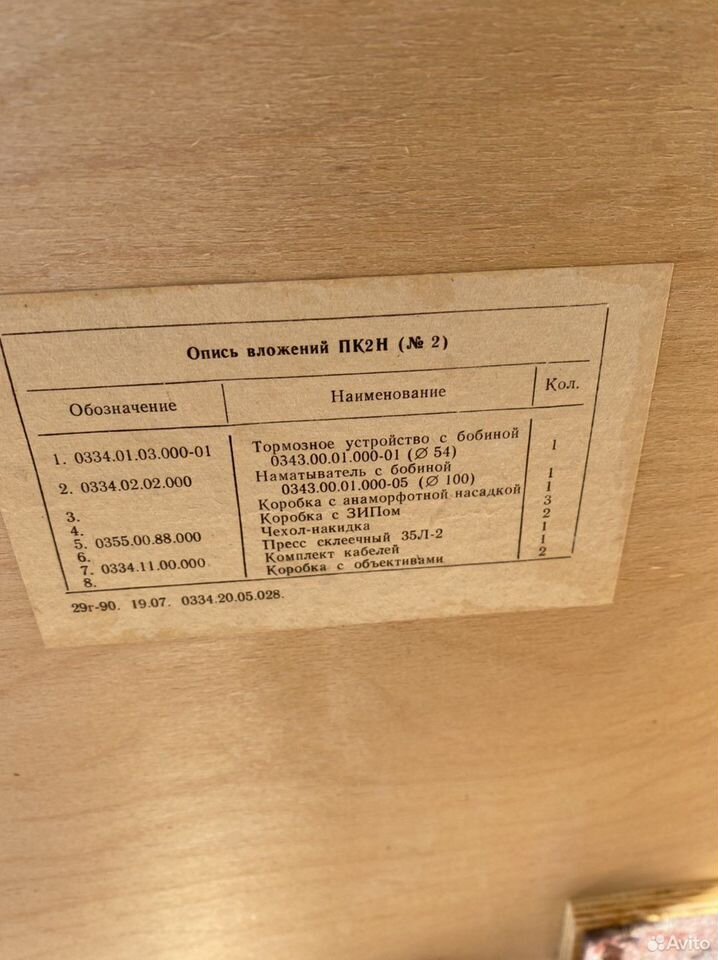 Опись вложений ПК2Н (№ 2)
Обозначение Наименование Кол.
1. 0334.01.03.000-01 Тормозное устройство с бобиной 1
0343.00.01.000-01 (∅ 54)
2. 0334.02.02.000 Наматыватель с бобиной 1
0343.00.01.000-05 (∅ 100)
3. Коробка с анаморфотной насадкой 1
4. Коробка с ЗИПом 3
5. 0355.00.88.000 Чехол-накидка 2
6. Пресс склеечный 35Л-2 1
7. 0334.11.00.000 Комплект кабелей 1
8. Коробка с объективами 2
29г-90. 19.07. 0334.20.05.028.
Avito